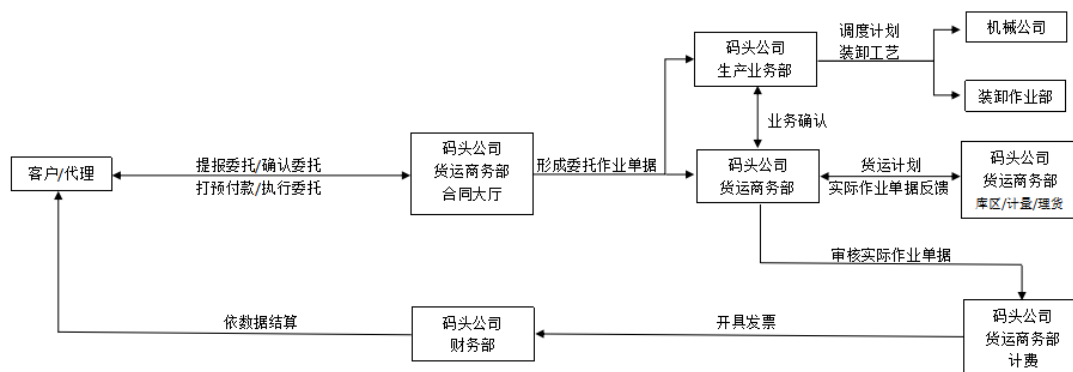 调度计划
装卸工艺
机械公司
码头公司
生产业务部
装卸作业部
业务确认
客户/代理
提报委托/确认委托
打预付款/执行委托
码头公司
货运商务部
合同大厅
形成委托作业单据
码头公司
货运商务部
货运计划
实际作业单据反馈
码头公司
货运商务部
库区/计量/理货
审核实际作业单据
依数据结算
码头公司
财务部
开具发票
码头公司
货运商务部
计费